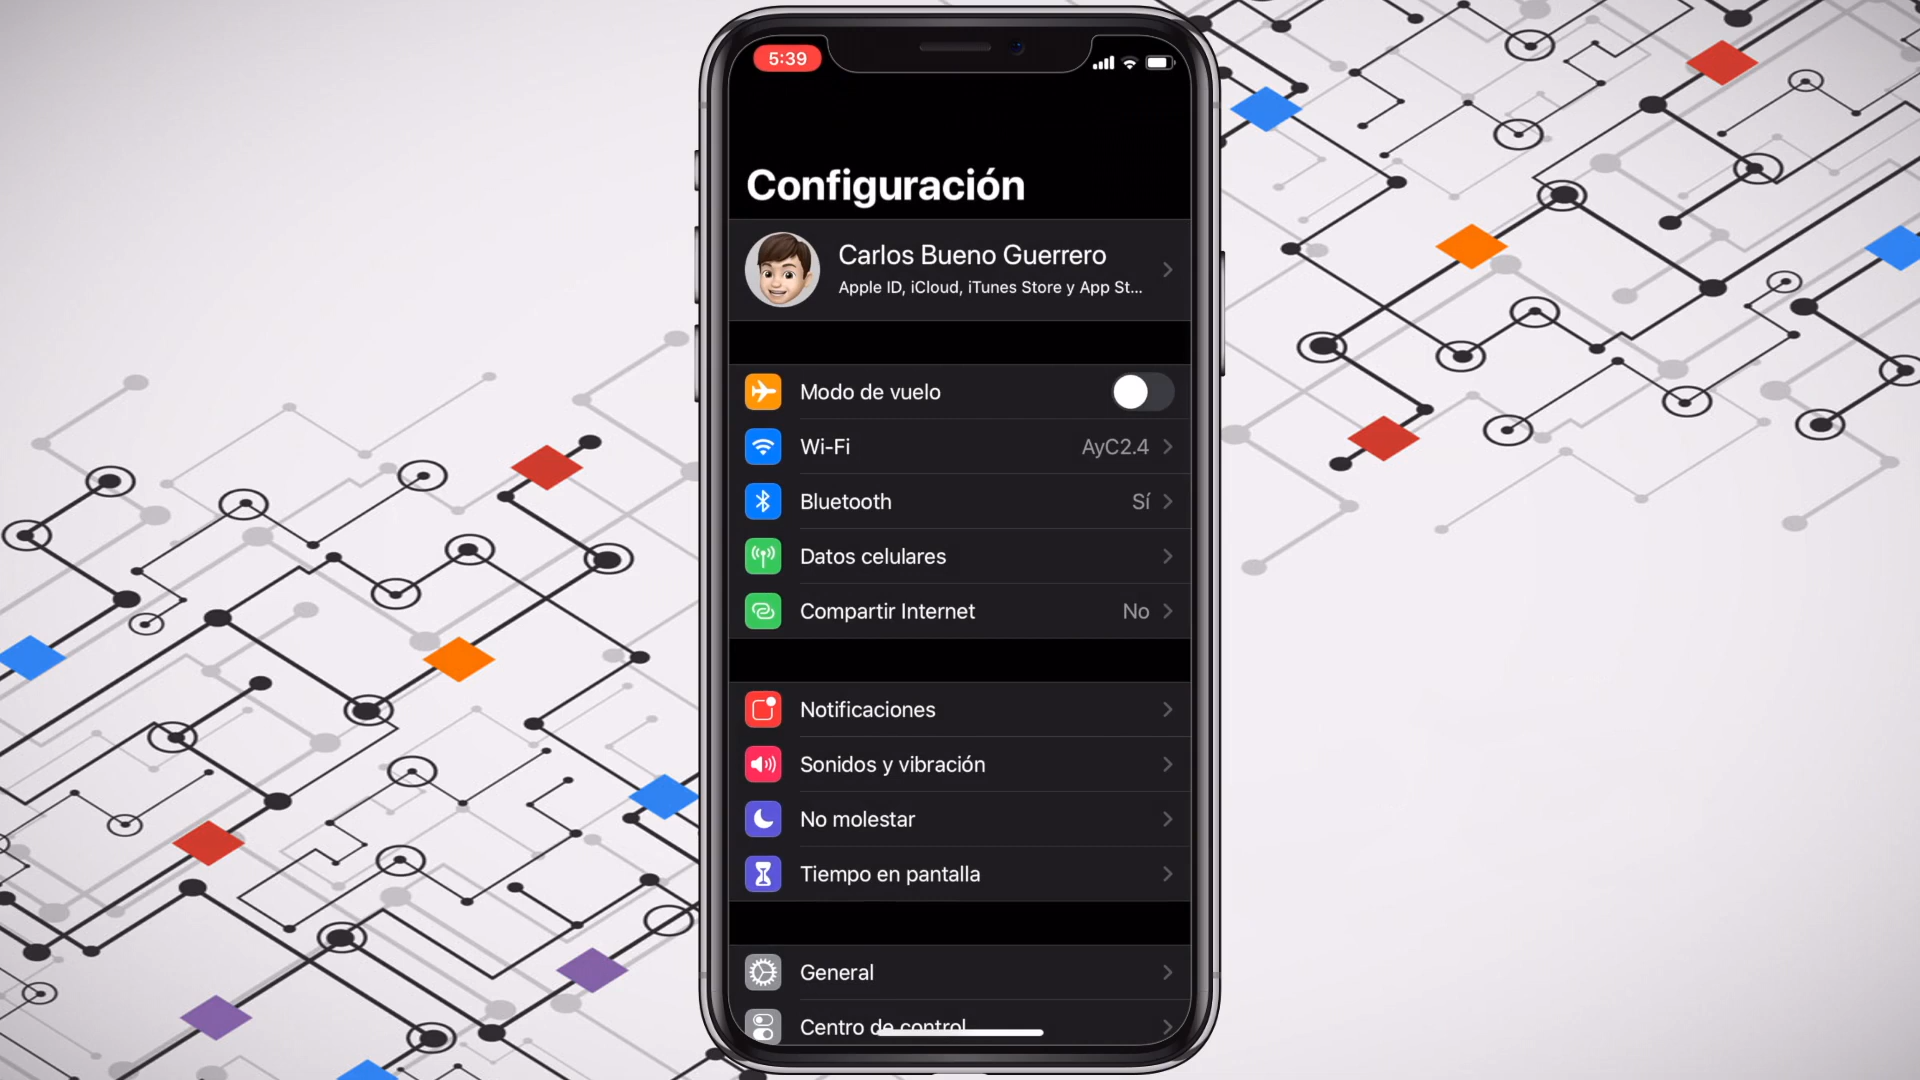 5:39
Configuración
Carlos Bueno Guerrero
Apple ID, iCloud, iTunes Store y App St...
Modo de vuelo
Wi-Fi AyC2.4
Bluetooth Sí
Datos celulares
Compartir Internet No
Notificaciones
Sonidos y vibración
No molestar
Tiempo en pantalla
General
Centro de control